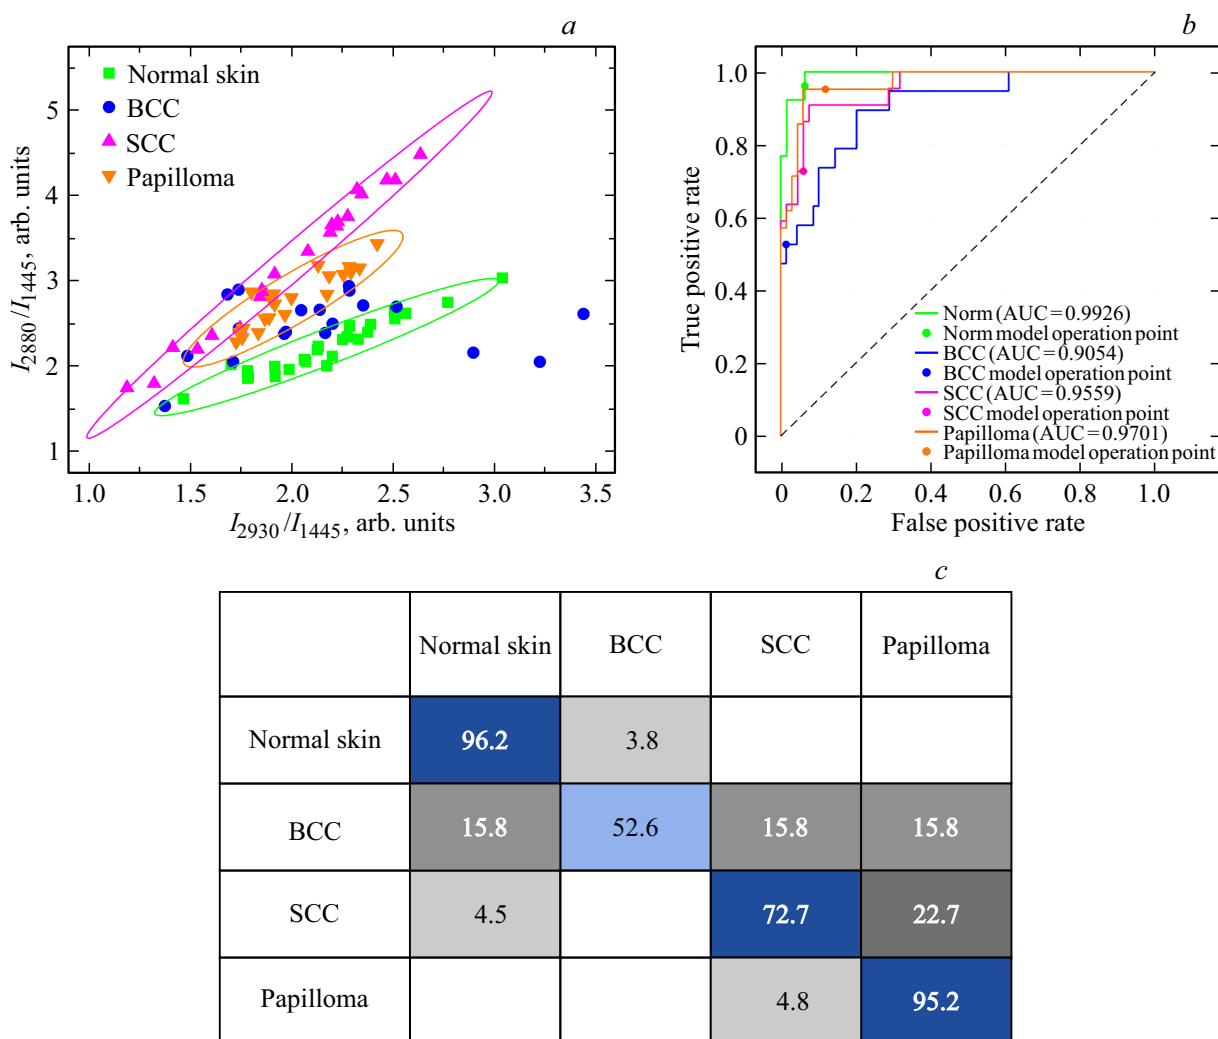 a
Normal skin
BCC
SCC
Papilloma
5
4
3
2
1
I2880/I1445, arb. units
1.0 1.5 2.0 2.5 3.0 3.5
I2930/I1445, arb. units
b
1.0
0.8
0.6
0.4
0.2
0
True positive rate
Norm (AUC = 0.9926)
Norm model operation point
BCC (AUC = 0.9054)
BCC model operation point
SCC (AUC = 0.9559)
SCC model operation point
Papilloma (AUC = 0.9701)
Papilloma model operation point
0 0.2 0.4 0.6 0.8 1.0
False positive rate
c
Normal skin BCC SCC Papilloma
Normal skin 96.2 3.8
BCC 15.8 52.6 15.8 15.8
SCC 4.5 72.7 22.7
Papilloma 4.8 95.2